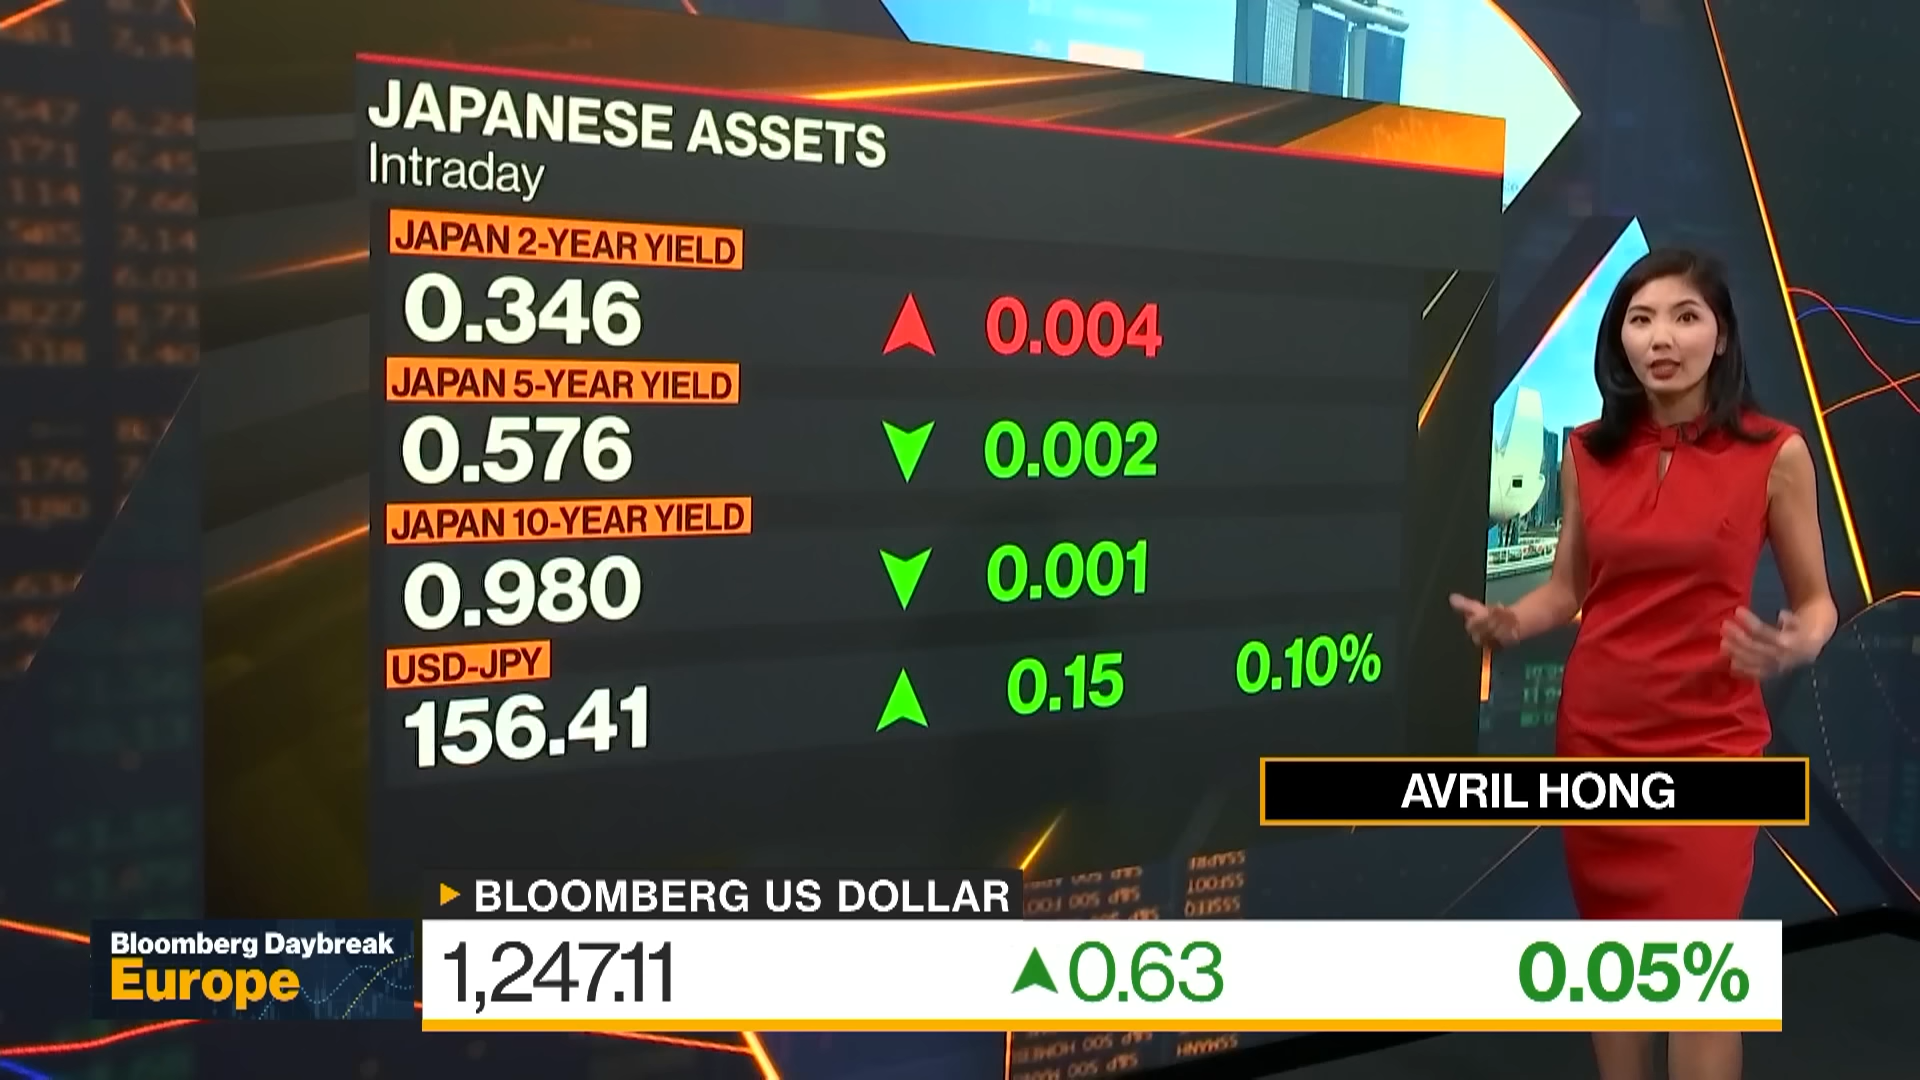 JAPANESE ASSETS
Intraday
JAPAN 2-YEAR YIELD
0.346 ▲ 0.004
JAPAN 5-YEAR YIELD
0.576 ▼ 0.002
JAPAN 10-YEAR YIELD
0.980 ▼ 0.001
USD-JPY
156.41 ▲ 0.15 0.10%
AVRIL HONG
BLOOMBERG US DOLLAR
1,247.11 ▲0.63 0.05%
Bloomberg Daybreak
Europe